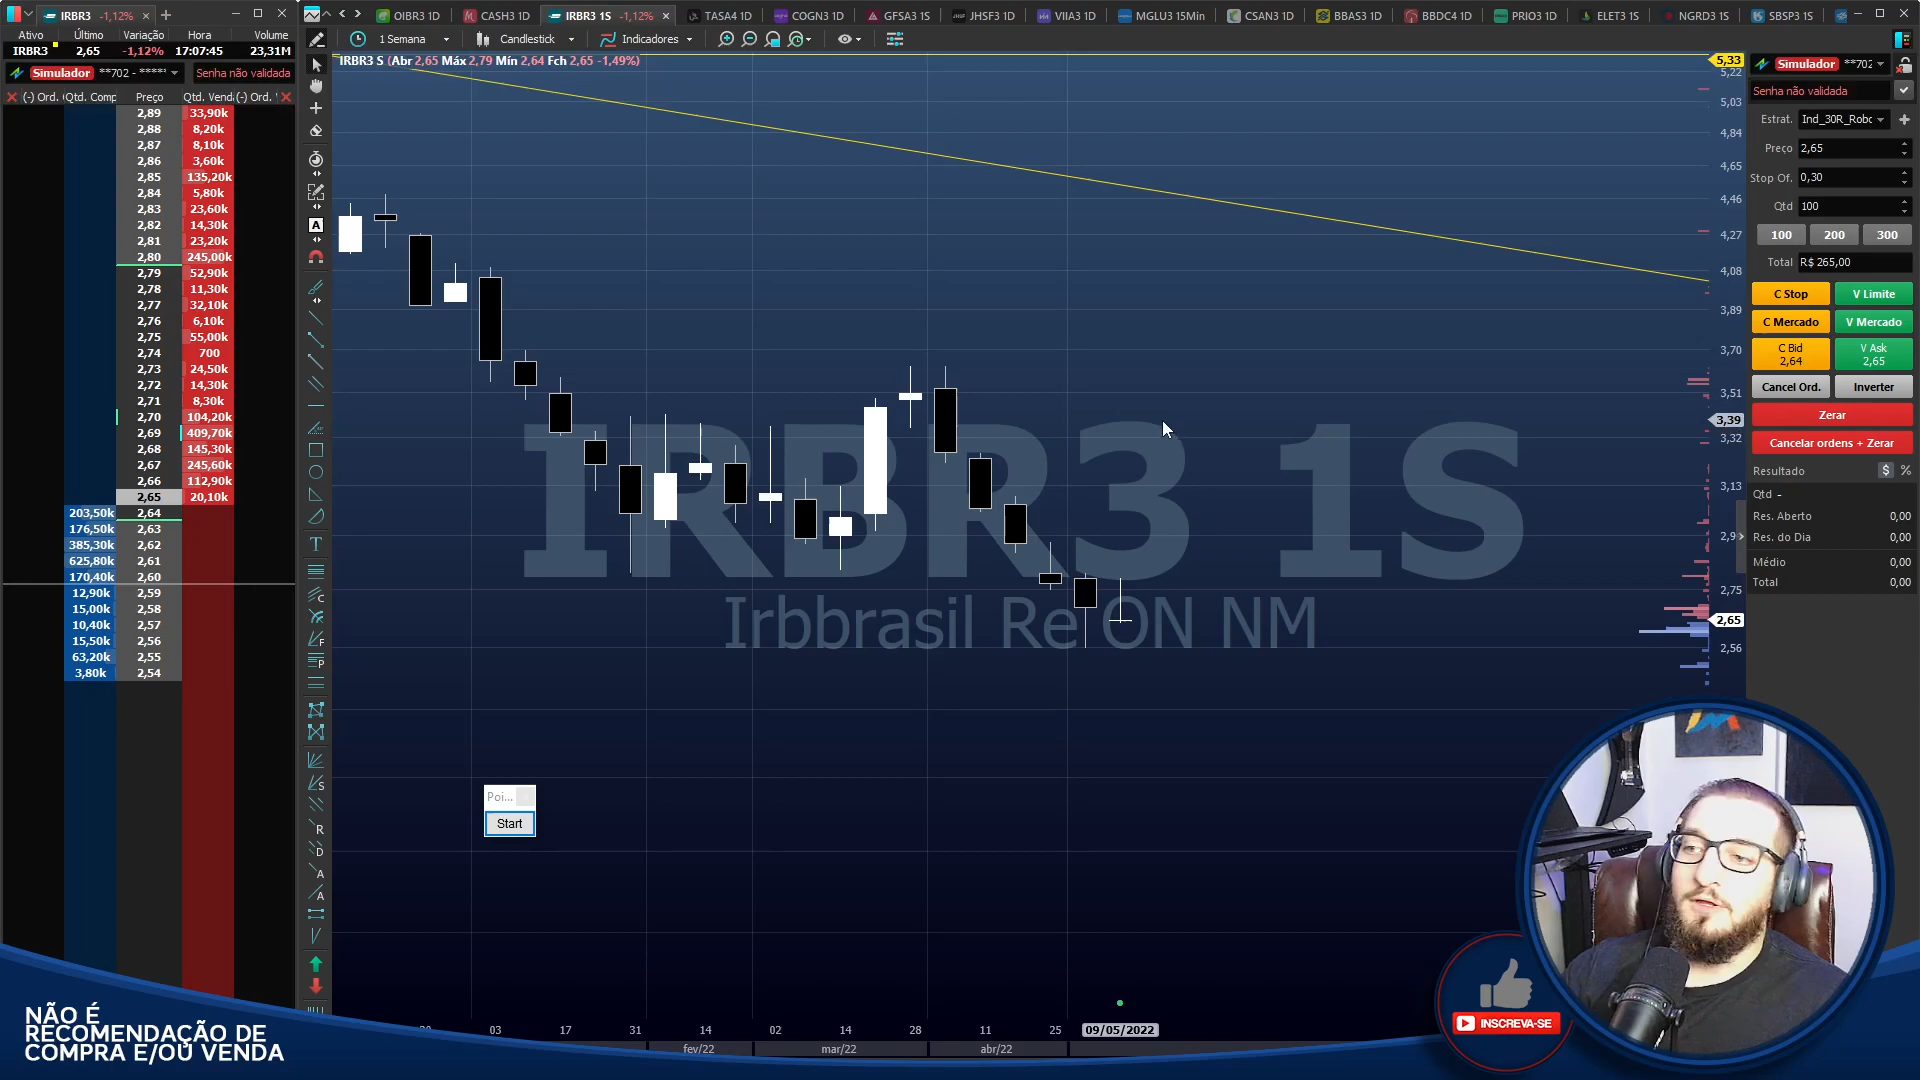 IRBR3 -1,12%
Ativo Último Variação Hora Volume
IRBR3 2,65 -1,12% 17:07:45 23,31M
Simulador **702 - **** Senha não validada
(-) Ord. Qtd. Comp Preço Qtd. Vend (-) Ord.
2,89 33,90k
2,88 8,20k
2,87 8,10k
2,86 3,60k
2,85 135,20k
2,84 5,80k
2,83 23,60k
2,82 14,30k
2,81 23,20k
2,80 245,00k
2,79 52,90k
2,78 11,30k
2,77 32,10k
2,76 6,10k
2,75 55,00k
2,74 700
2,73 24,50k
2,72 14,30k
2,71 8,30k
2,70 104,20k
2,69 409,70k
2,68 145,30k
2,67 245,60k
2,66 112,90k
2,65 20,10k
203,50k 2,64
176,50k 2,63
385,30k 2,62
625,80k 2,61
170,40k 2,60
12,90k 2,59
15,00k 2,58
10,40k 2,57
15,50k 2,56
63,20k 2,55
3,80k 2,54
OIBR3 1D CASH3 1D IRBR3 1S -1,12% TASA4 1D COGN3 1D GFSA3 1S JHSF3 1D VIIA3 1D MGLU3 15Min CSAN3 1D BBAS3 1D BBDC4 1D PRIO3 1D ELET3 1S NGRD3 1S SBSP3 1S
1 Semana Candlestick Indicadores
IRBR3 S (Abr 2,65 Máx 2,79 Mín 2,64 Fch 2,65 -1,49%)
IRBR3 1S
Irbbrasil Re ON NM
5,33
5,22
5,03
4,84
4,65
4,46
4,27
4,08
3,89
3,70
3,51
3,39
3,32
3,13
2,9
2,75
2,65
2,56
Poi...
Start
03 17 31 14 02 14 28 11 25 09/05/2022
fev/22 mar/22 abr/22
Simulador **702
Senha não validada
Estrat. Ind_30R_Robo
Preço 2,65
Stop Of. 0,30
Qtd 100
100 200 300
Total R$ 265,00
C Stop V Limite
C Mercado V Mercado
C Bid V Ask
2,64 2,65
Cancel Ord. Inverter
Zerar
Cancelar ordens + Zerar
Resultado $ %
Qtd -
Res. Aberto 0,00
Res. do Dia 0,00
Médio 0,00
Total 0,00
NÃO É
RECOMENDAÇÃO DE
COMPRA E/OU VENDA
INSCREVA-SE